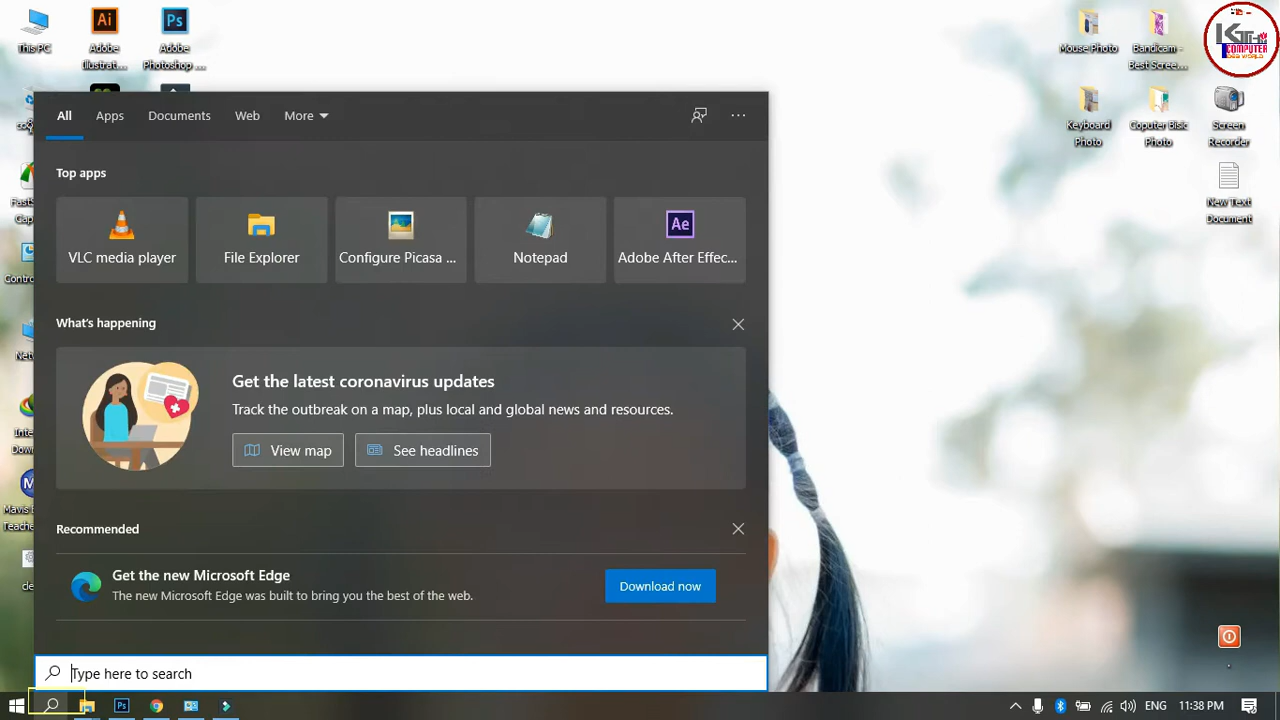 This PC
Adobe
Illustrat...
Adobe
Photoshop ...
Mouse Photo
Bandicam -
Best Scree...
COMPUTER
Keyboard
Photo
Coputer Bisic
Photo
Screen
Recorder
New Text
Document
All
Apps
Documents
Web
More
Top apps
VLC media player
File Explorer
Configure Picasa ...
Notepad
Adobe After Effec...
What's happening
Get the latest coronavirus updates
Track the outbreak on a map, plus local and global news and resources.
View map
See headlines
Recommended
Get the new Microsoft Edge
The new Microsoft Edge was built to bring you the best of the web.
Download now
Type here to search
ENG
11:38 PM